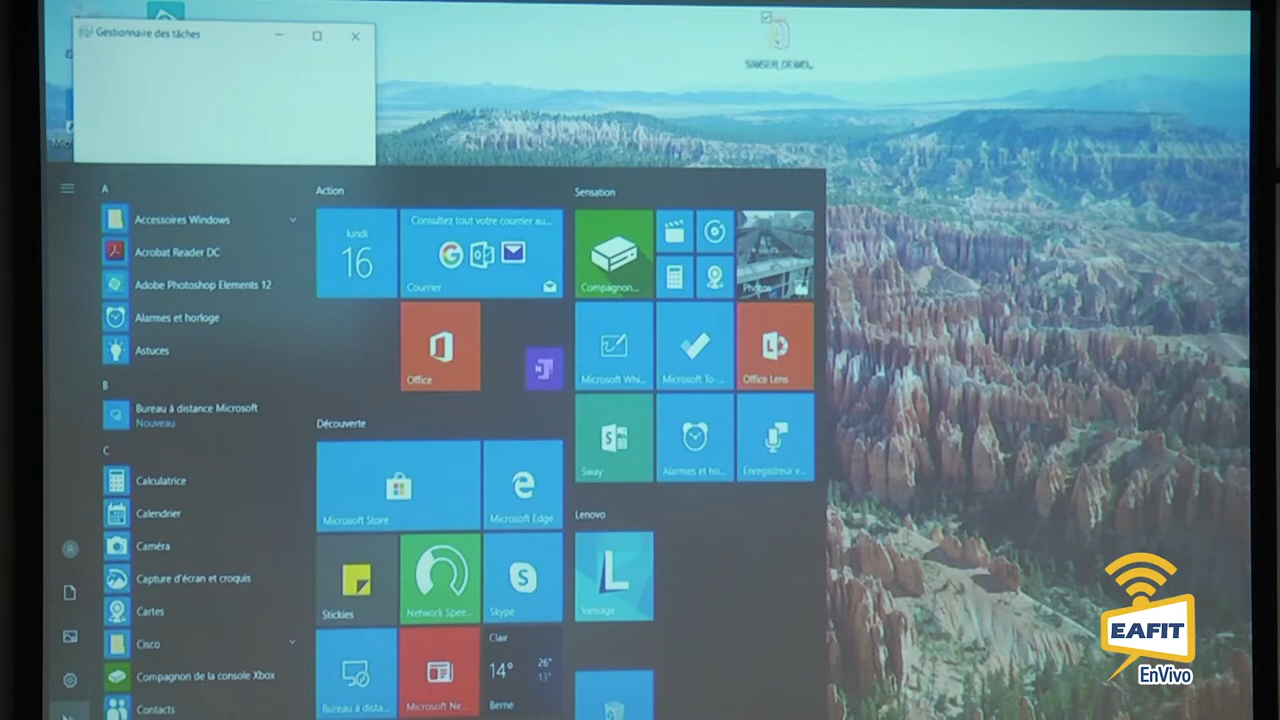 Gestionnaire des tâches
A
Accessoires Windows
Acrobat Reader DC
Adobe Photoshop Elements 12
Alarmes et horloge
Astuces
B
Bureau à distance Microsoft
Nouveau
C
Calculatrice
Calendrier
Caméra
Capture d'écran et croquis
Cartes
Cisco
Compagnon de la console Xbox
Contacts
Action
lundi
16
Consultez tout votre courrier au...
Courrier
Office
Découverte
Microsoft Store
Microsoft Edge
Stickies
Network Spee...
Skype
Bureau à dista...
Microsoft Ne...
Clair
14°
26°
13°
Berne
Sensation
Compagnon...
Photos
Microsoft Whi...
Microsoft To-...
Office Lens
Sway
Alarmes et ho...
Enregistreur v...
Lenovo
Vantage
EAFIT
EnVivo